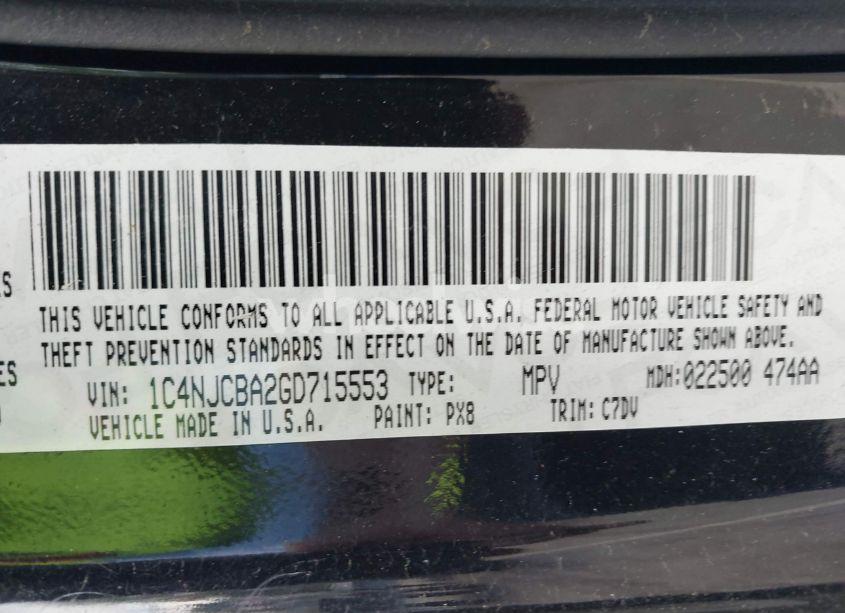 THIS VEHICLE CONFORMS TO ALL APPLICABLE U.S.A. FEDERAL MOTOR VEHICLE SAFETY AND
THEFT PREVENTION STANDARDS IN EFFECT ON THE DATE OF MANUFACTURE SHOWN ABOVE.
VIN: 1C4NJCBA2GD715553 TYPE: MPV MDH:022500 474AA
VEHICLE MADE IN U.S.A. PAINT: PX8 TRIM: C7DV